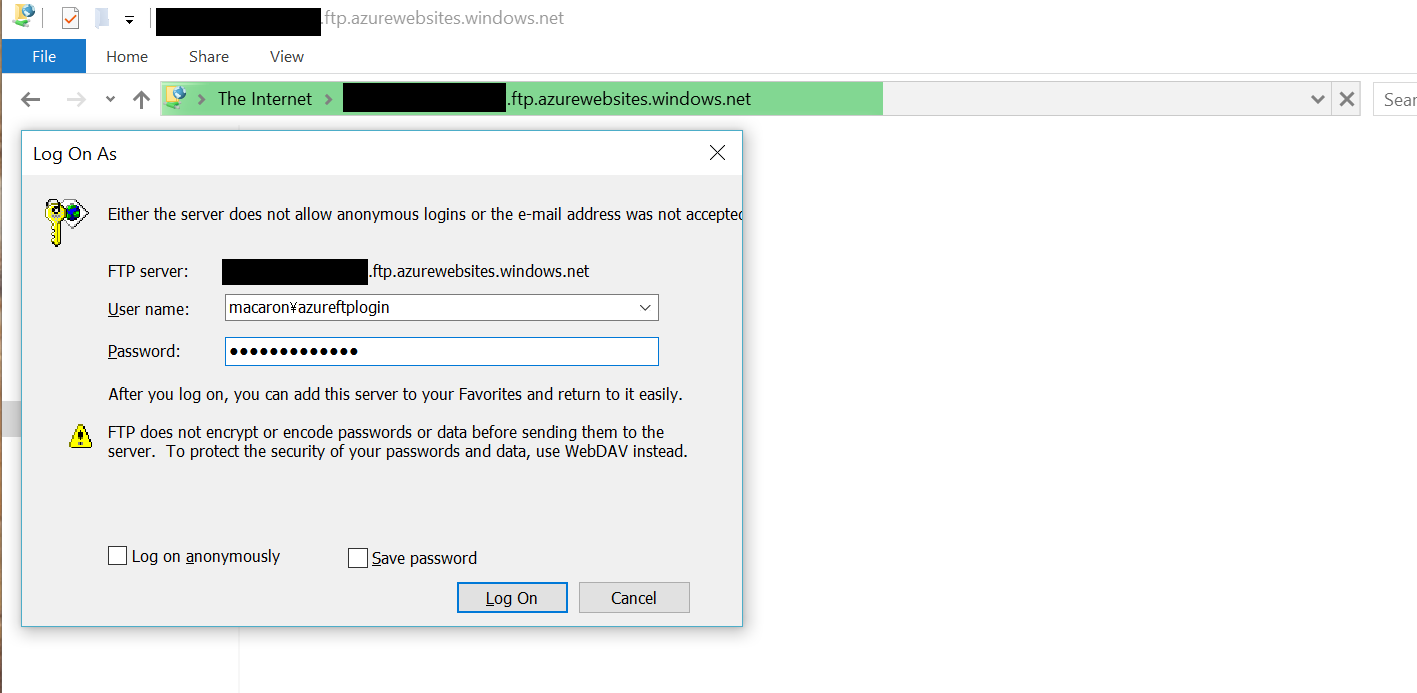 .ftp.azurewebsites.windows.net
File Home Share View
The Internet .ftp.azurewebsites.windows.net
Sear
Log On As
Either the server does not allow anonymous logins or the e-mail address was not accepted
FTP server: .ftp.azurewebsites.windows.net
User name: macaron¥azureftplogin
Password: ●●●●●●●●●●●●●
After you log on, you can add this server to your Favorites and return to it easily.
FTP does not encrypt or encode passwords or data before sending them to the
server. To protect the security of your passwords and data, use WebDAV instead.
Log on anonymously Save password
Log On Cancel